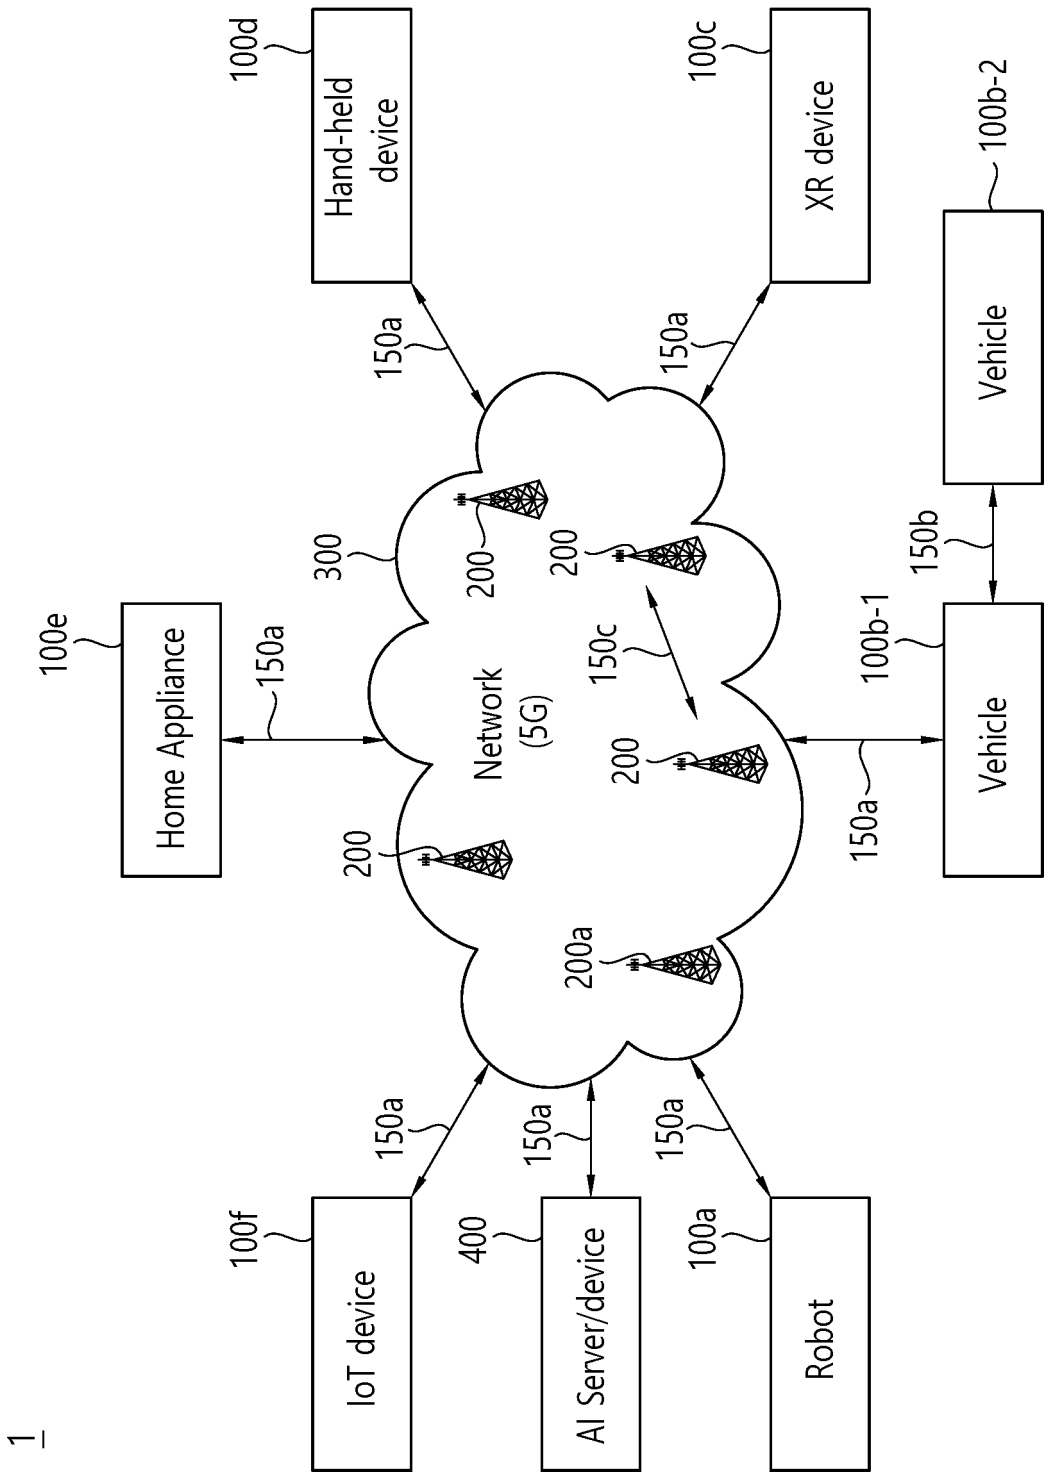 1
100f
IoT device
150a
400
AI Server/device
150a
100a
Robot
150a
100e
Home Appliance
150a
300
Network
(5G)
200
200a
200
200
200
150c
100d
Hand-held
device
150a
100c
XR device
150a
150a
100b-1
Vehicle
150b
100b-2
Vehicle